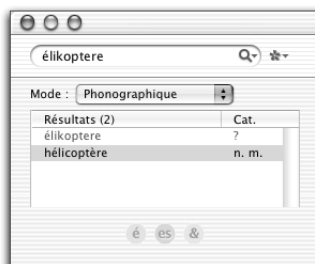 élikoptere
Mode : Phonographique
Résultats (2) Cat.
élikoptere ?
hélicoptère n. m.
é es &